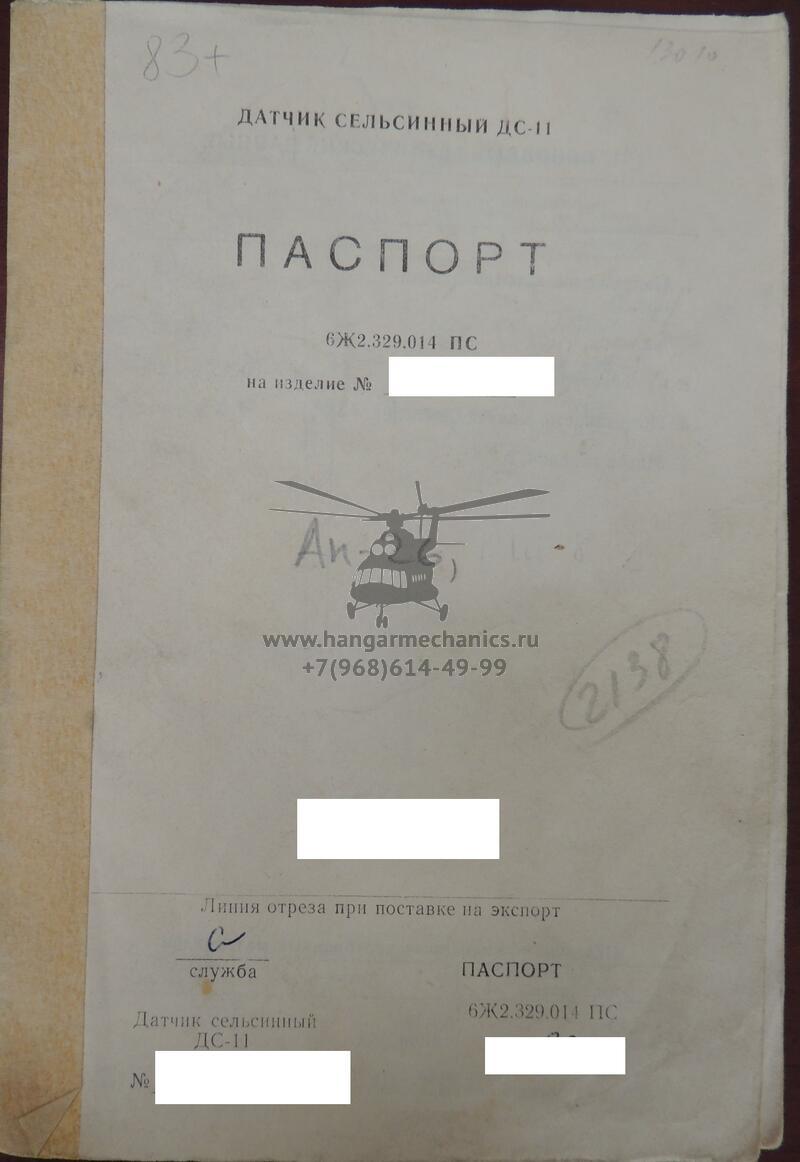 83+
ДАТЧИК СЕЛЬСИННЫЙ ДС-11
ПАСПОРТ
6Ж2.329.014 ПС
на изделие №
Ан-26
www.hangarmechanics.ru
+7(968)614-49-99
2138
Линия отреза при поставке на экспорт
служба
ПАСПОРТ
Датчик сельсинный
ДС-11
6Ж2.329.014 ПС
№